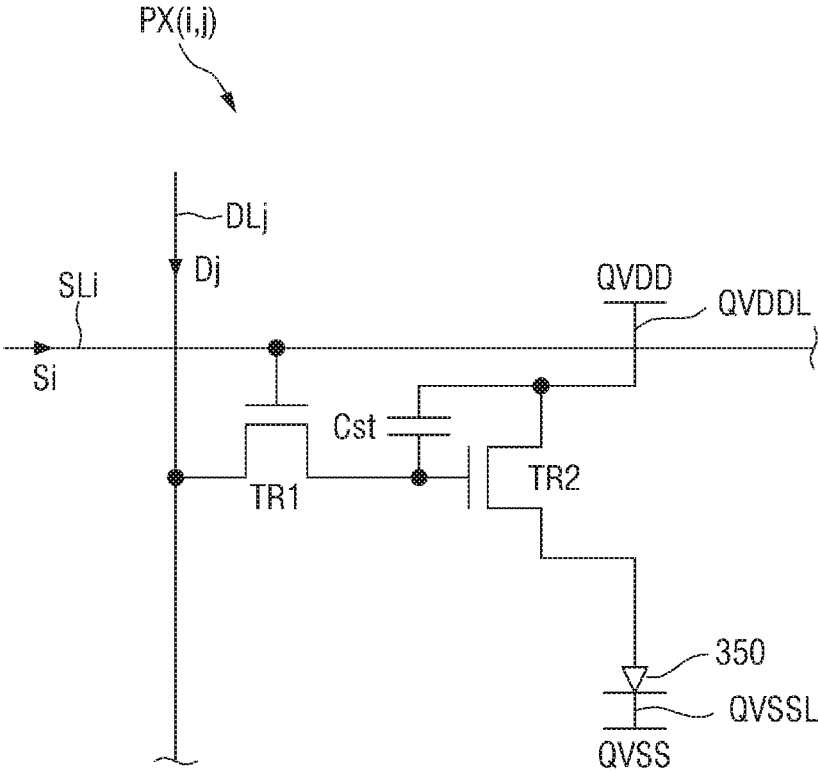 PX(i,j)
DLj
Dj
SLi
Si
QVDD
QVDDL
Cst
TR1
TR2
350
QVSSL
QVSS